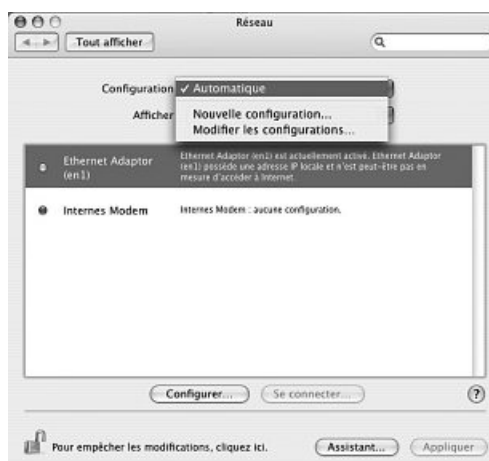 Réseau
Tout afficher
Configuration
✓ Automatique
Nouvelle configuration...
Modifier les configurations...
Afficher
Ethernet Adaptor (en1)
Ethernet Adaptor (en1) est actuellement activé. Ethernet Adaptor
(en1) possède une adresse IP locale et n'est peut-être pas en
mesure d'accéder à Internet.
Internes Modem
Internes Modem : aucune configuration.
Configurer...
Se connecter...
?
Pour empêcher les modifications, cliquez ici.
Assistant...
Appliquer